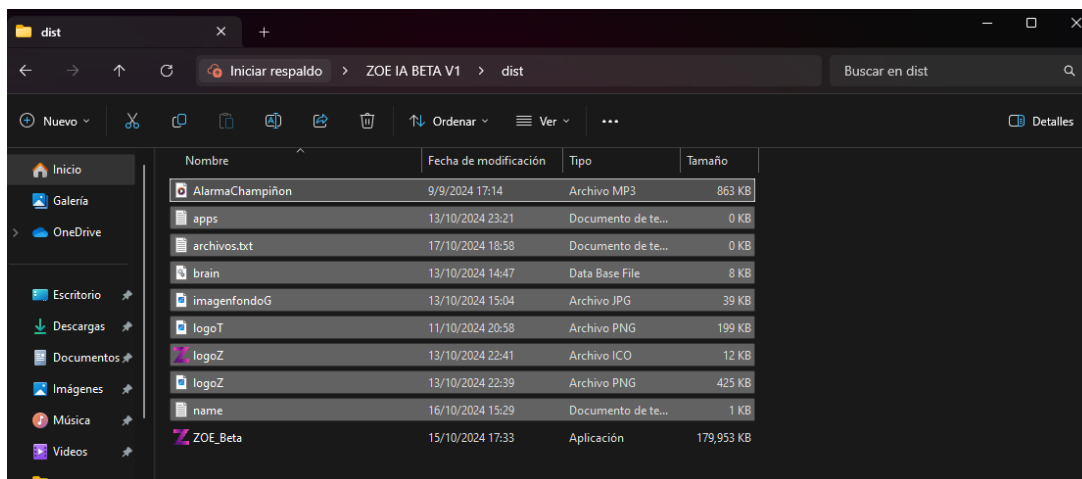 dist
Iniciar respaldo > ZOE IA BETA V1 > dist
Buscar en dist
Nuevo
Ordenar
Ver
Detalles
Nombre Fecha de modificación Tipo Tamaño
Inicio
Galería
OneDrive
Escritorio
Descargas
Documentos
Imágenes
Música
Videos
AlarmaChampiñon 9/9/2024 17:14 Archivo MP3 863 KB
apps 13/10/2024 23:21 Documento de te... 0 KB
archivos.txt 17/10/2024 18:58 Documento de te... 0 KB
brain 13/10/2024 14:47 Data Base File 8 KB
imagenfondoG 13/10/2024 15:04 Archivo JPG 39 KB
logoT 11/10/2024 20:58 Archivo PNG 199 KB
logoZ 13/10/2024 22:41 Archivo ICO 12 KB
logoZ 13/10/2024 22:39 Archivo PNG 425 KB
name 16/10/2024 15:29 Documento de te... 1 KB
ZOE_Beta 15/10/2024 17:33 Aplicación 179,953 KB